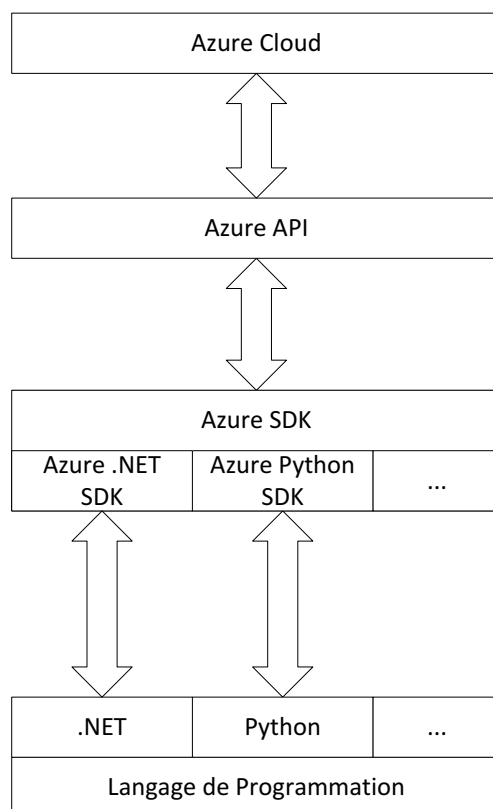 Azure Cloud
Azure API
Azure SDK
Azure .NET
SDK
Azure Python
SDK
...
.NET
Python
...
Langage de Programmation